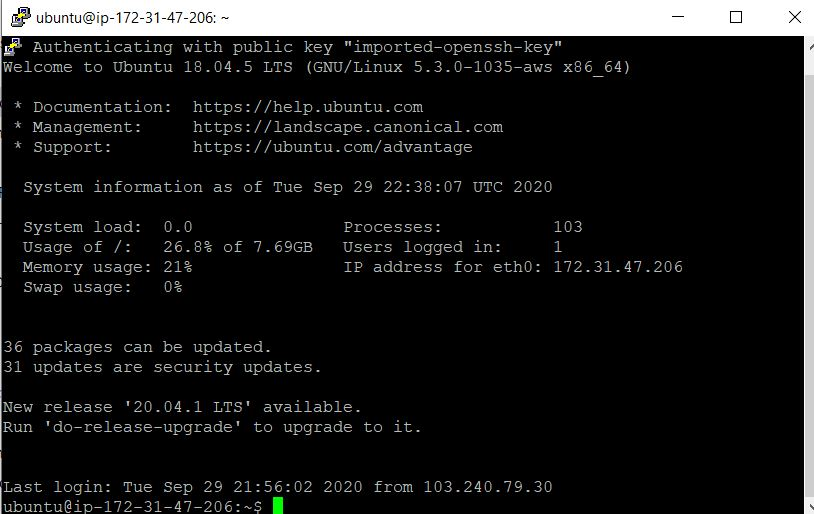 ubuntu@ip-172-31-47-206: ~
Authenticating with public key "imported-openssh-key"
Welcome to Ubuntu 18.04.5 LTS (GNU/Linux 5.3.0-1035-aws x86_64)
* Documentation:  https://help.ubuntu.com
* Management:     https://landscape.canonical.com
* Support:        https://ubuntu.com/advantage
System information as of Tue Sep 29 22:38:07 UTC 2020
System load:  0.0               Processes:           103
Usage of /:   26.8% of 7.69GB   Users logged in:     1
Memory usage: 21%               IP address for eth0: 172.31.47.206
Swap usage:   0%
36 packages can be updated.
31 updates are security updates.
New release '20.04.1 LTS' available.
Run 'do-release-upgrade' to upgrade to it.
Last login: Tue Sep 29 21:56:02 2020 from 103.240.79.30
ubuntu@ip-172-31-47-206:~$